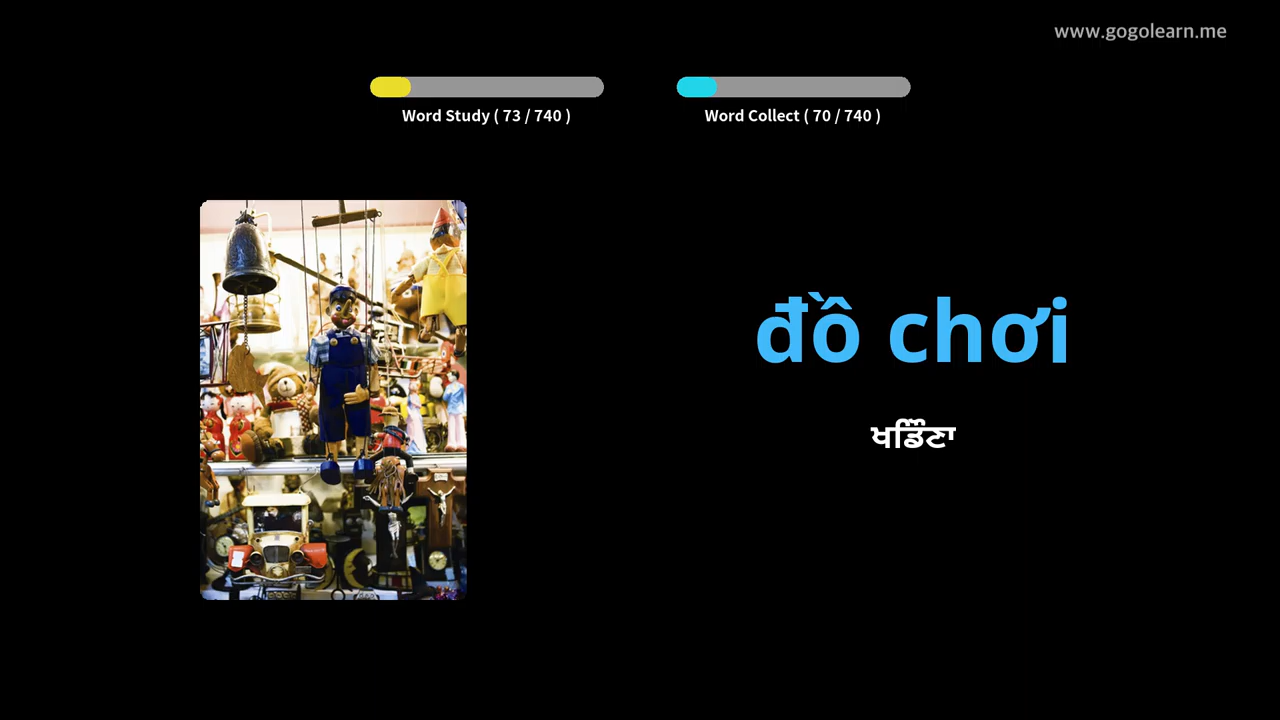 www.gogolearn.me
Word Study ( 73 / 740 )
Word Collect ( 70 / 740 )
đồ chơi
ਖਡਿੌਣਾ